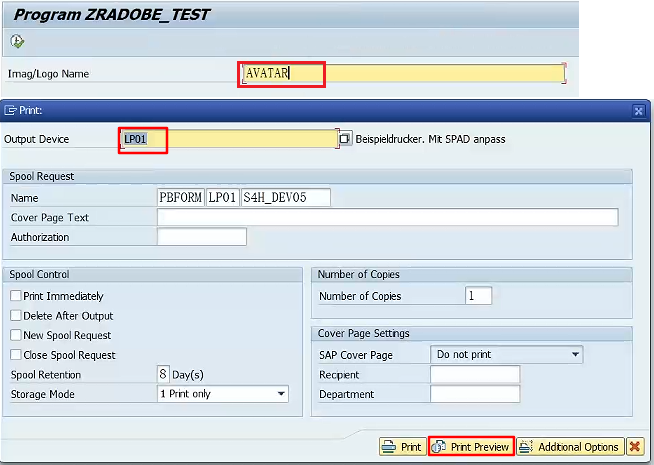 Program ZRADOBE_TEST
Imag/Logo Name AVATAR
Print:
Output Device LP01 Beispieldrucker. Mit SPAD anpass
Spool Request
Name PBFORM LP01 S4H_DEV05
Cover Page Text
Authorization
Spool Control
Print Immediately
Delete After Output
New Spool Request
Close Spool Request
Spool Retention 8 Day(s)
Storage Mode 1 Print only
Number of Copies
Number of Copies 1
Cover Page Settings
SAP Cover Page Do not print
Recipient
Department
Print Print Preview Additional Options